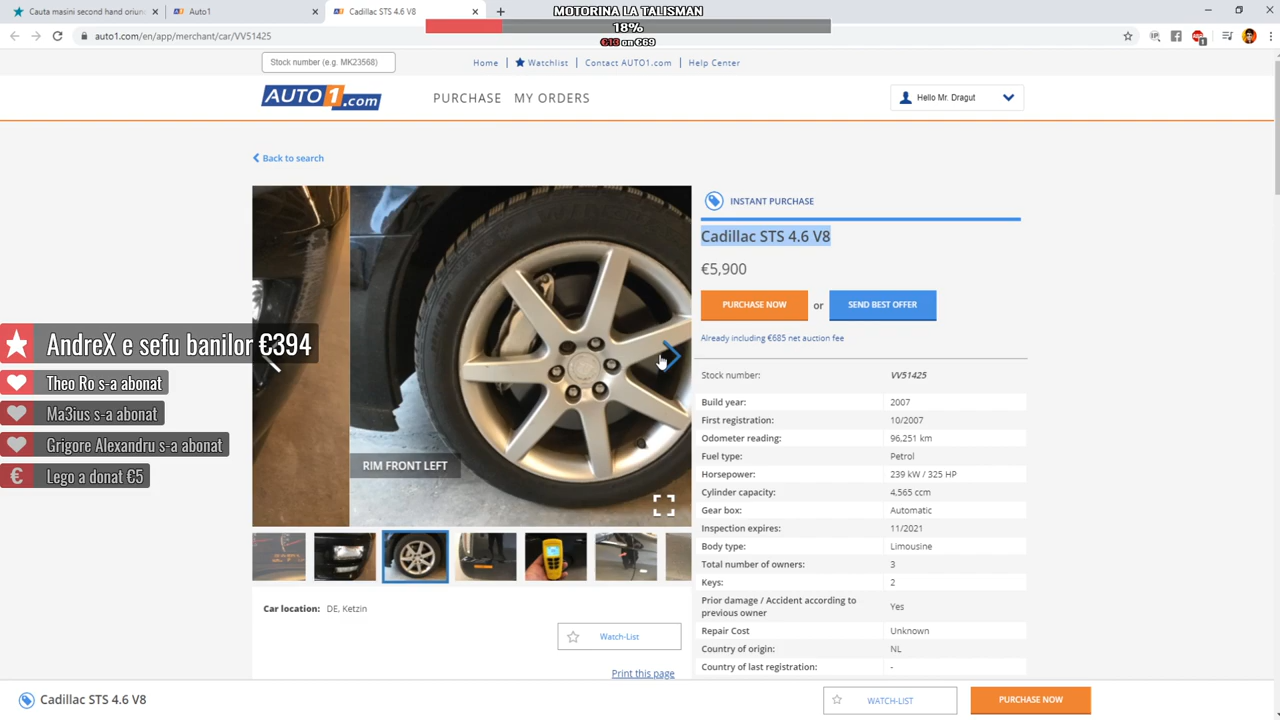 Cauta masini second hand oriun
Auto1
Cadillac STS 4.6 V8
MOTORINA LA TALISMAN
18%
€13 on €69
auto1.com/en/app/merchant/car/VV51425
Stock number (e.g. MK23568)
Home
Watchlist
Contact AUTO1.com
Help Center
AUTO1.com
PURCHASE
MY ORDERS
Hello Mr. Dragut
Back to search
INSTANT PURCHASE
Cadillac STS 4.6 V8
€5,900
PURCHASE NOW
or
SEND BEST OFFER
Already including €685 net auction fee
AndreX e sefu banilor €394
Theo Ro s-a abonat
Ma3ius s-a abonat
Grigore Alexandru s-a abonat
Lego a donat €5
RIM FRONT LEFT
Stock number: VV51425
Build year: 2007
First registration: 10/2007
Odometer reading: 96,251 km
Fuel type: Petrol
Horsepower: 239 kW / 325 HP
Cylinder capacity: 4,565 ccm
Gear box: Automatic
Inspection expires: 11/2021
Body type: Limousine
Total number of owners: 3
Keys: 2
Prior damage / Accident according to
previous owner Yes
Repair Cost Unknown
Country of origin: NL
Country of last registration: -
Car location: DE, Ketzin
Watch-List
Print this page
Cadillac STS 4.6 V8
WATCH-LIST
PURCHASE NOW